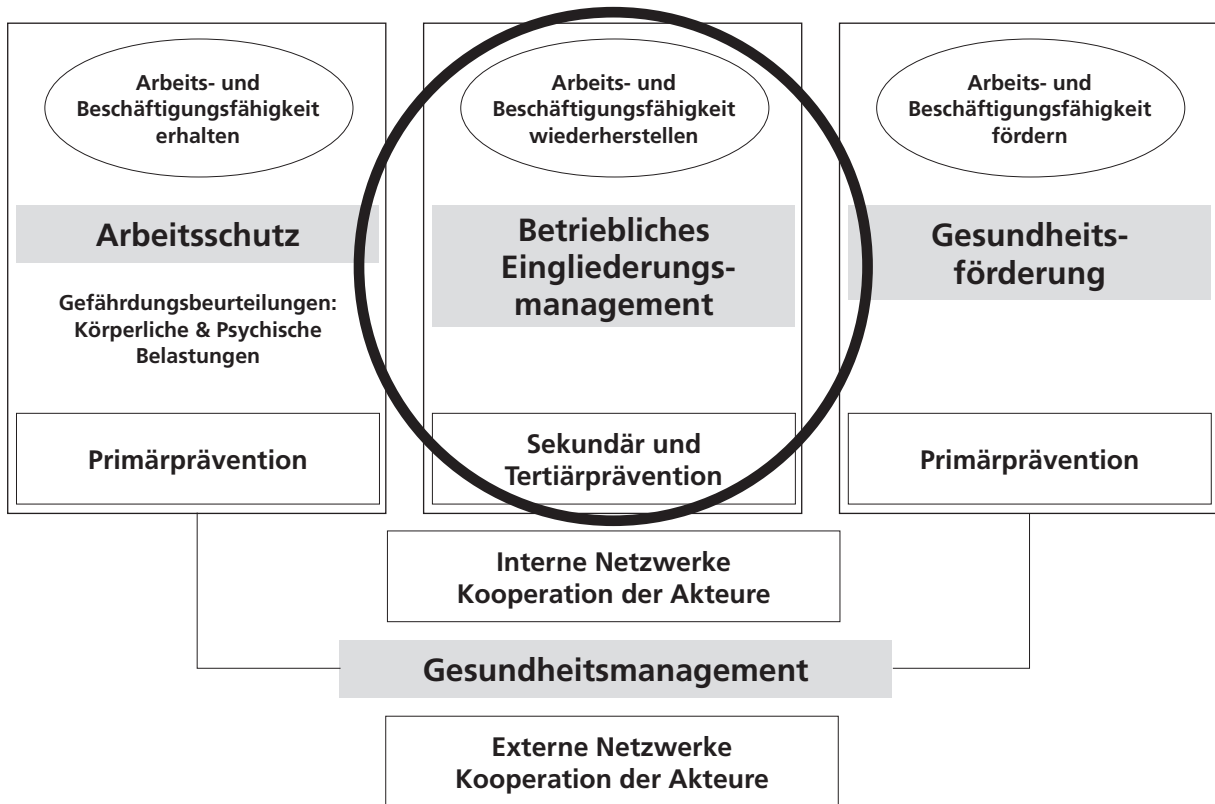 Arbeits- und
Beschäftigungsfähigkeit
erhalten
Arbeitsschutz
Gefährdungsbeurteilungen:
Körperliche & Psychische
Belastungen
Primärprävention
Arbeits- und
Beschäftigungsfähigkeit
wiederherstellen
Betriebliches
Eingliederungs-
management
Sekundär und
Tertiärprävention
Arbeits- und
Beschäftigungsfähigkeit
fördern
Gesundheits-
förderung
Primärprävention
Interne Netzwerke
Kooperation der Akteure
Gesundheitsmanagement
Externe Netzwerke
Kooperation der Akteure